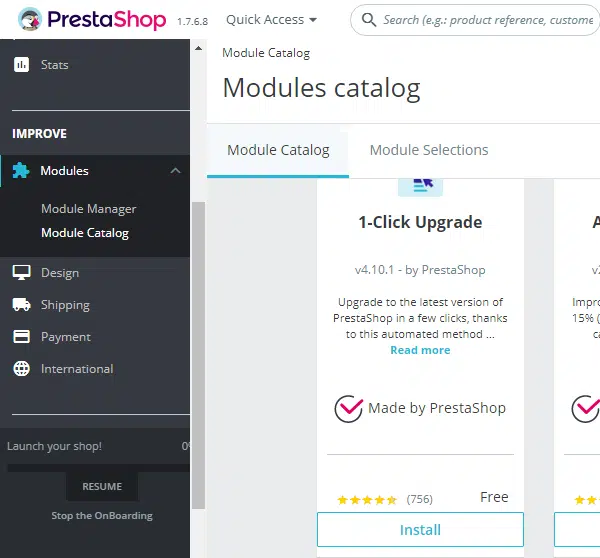 PrestaShop 1.7.6.8 Quick Access Search (e.g.: product reference, custome
Stats
IMPROVE
Modules
Module Manager
Module Catalog
Design
Shipping
Payment
International
Launch your shop! 0%
RESUME
Stop the OnBoarding
Module Catalog
Modules catalog
Module Catalog Module Selections
1-Click Upgrade
v4.10.1 - by PrestaShop
Upgrade to the latest version of
PrestaShop in a few clicks, thanks
to this automated method ...
Read more
Made by PrestaShop
(756) Free
Install
A
v2
Impro
15% (
ca